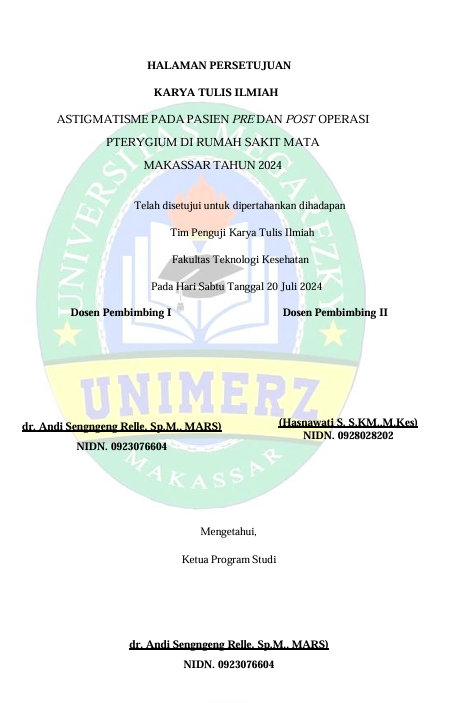 HALAMAN PERSETUJUAN
KARYA TULIS ILMIAH
ASTIGMATISME PADA PASIEN PRE DAN POST OPERASI
PTERYGIUM DI RUMAH SAKIT MATA
MAKASSAR TAHUN 2024
Telah disetujui untuk dipertahankan dihadapan
Tim Penguji Karya Tulis Ilmiah
Fakultas Teknologi Kesehatan
Pada Hari Sabtu Tanggal 20 Juli 2024
Dosen Pembimbing I Dosen Pembimbing II
UNIVERSITAS MEGAREZKY
UNIMERZ
MAKASSAR
dr. Andi Sengngeng Relle. Sp.M., MARS) (Hasnawati S, S.KM.,M.Kes)
NIDN. 0923076604 NIDN. 0928028202
Mengetahui,
Ketua Program Studi
dr. Andi Sengngeng Relle. Sp.M., MARS)
NIDN. 0923076604